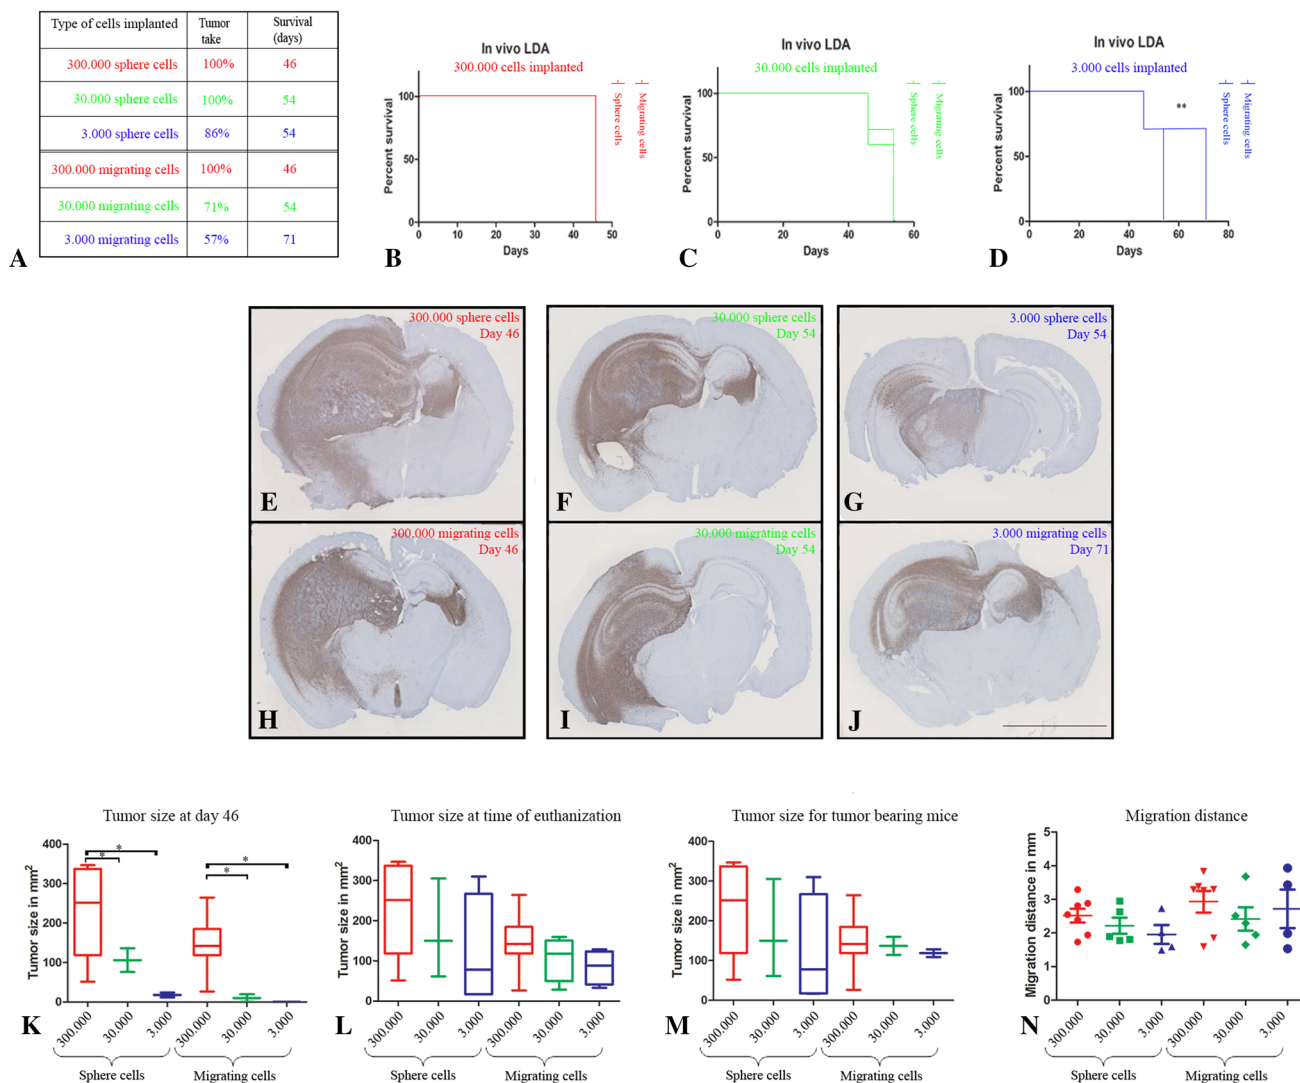 Type of cells implanted Tumor take Survival (days)
300.000 sphere cells 100% 46
30.000 sphere cells 100% 54
3.000 sphere cells 86% 54
300.000 migrating cells 100% 46
30.000 migrating cells 71% 54
3.000 migrating cells 57% 71
A
In vivo LDA
300.000 cells implanted
Percent survival
100
50
0
0 10 20 30 40 50
Days
Sphere cells
Migrating cells
B
In vivo LDA
30.000 cells implanted
Percent survival
100
50
0
0 20 40 60
Days
Sphere cells
Migrating cells
C
In vivo LDA
3.000 cells implanted
Percent survival
100
50
0
0 20 40 60 80
Days
**
Sphere cells
Migrating cells
D
300.000 sphere cells
Day 46
E
30.000 sphere cells
Day 54
F
3.000 sphere cells
Day 54
G
300.000 migrating cells
Day 46
H
30.000 migrating cells
Day 54
I
3.000 migrating cells
Day 71
J
Tumor size at day 46
Tumor size in mm2
400
300
200
100
0
* *
* *
300.000 30.000 3.000 300.000 30.000 3.000
Sphere cells Migrating cells
K
Tumor size at time of euthanization
Tumor size in mm2
400
300
200
100
0
300.000 30.000 3.000 300.000 30.000 3.000
Sphere cells Migrating cells
L
Tumor size for tumor bearing mice
Tumor size in mm2
400
300
200
100
0
300.000 30.000 3.000 300.000 30.000 3.000
Sphere cells Migrating cells
M
Migration distance
Migration distance in mm
5
4
3
2
1
0
300.000 30.000 3.000 300.000 30.000 3.000
Sphere cells Migrating cells
N